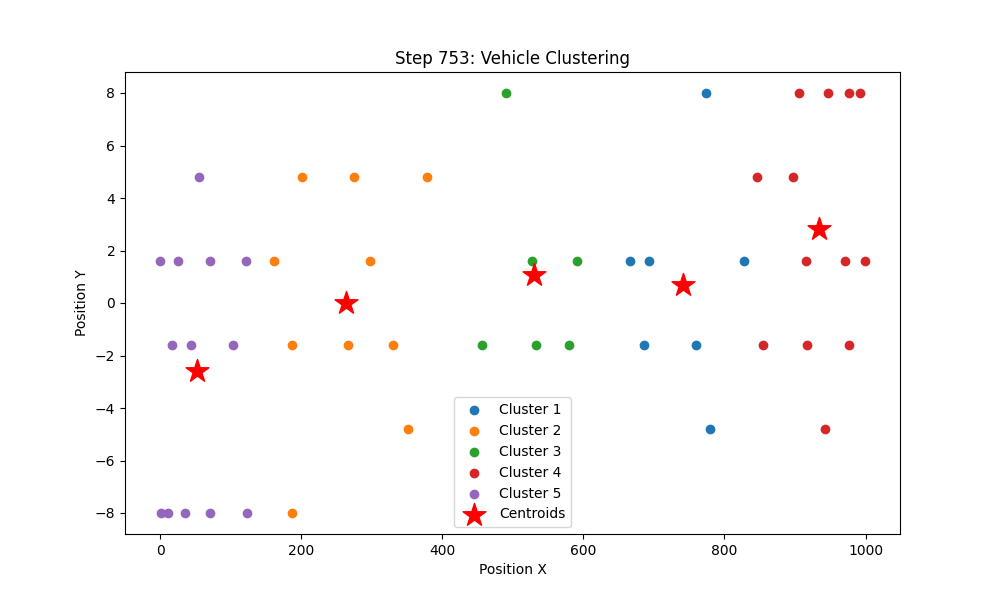 Step 753: Vehicle Clustering
Position Y
8
6
4
2
0
−2
−4
−6
−8
Cluster 1
Cluster 2
Cluster 3
Cluster 4
Cluster 5
Centroids
0
200
400
600
800
1000
Position X